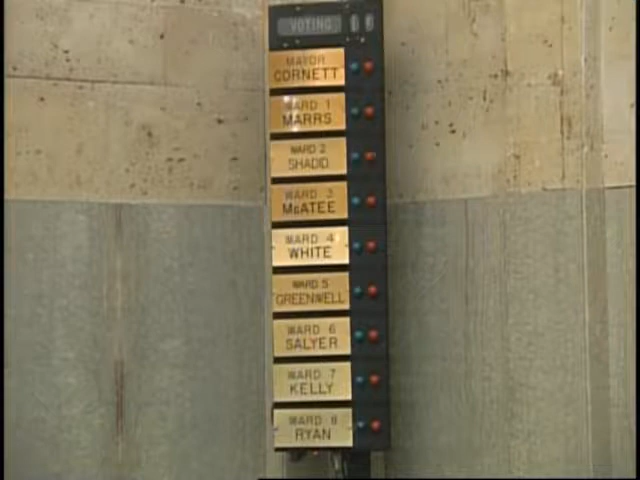 VOTING
MAYOR
CORNETT
WARD 1
MARRS
WARD 2
SHADID
WARD 3
McATEE
WARD 4
WHITE
WARD 5
GREENWELL
WARD 6
SALYER
WARD 7
KELLY
WARD 8
RYAN